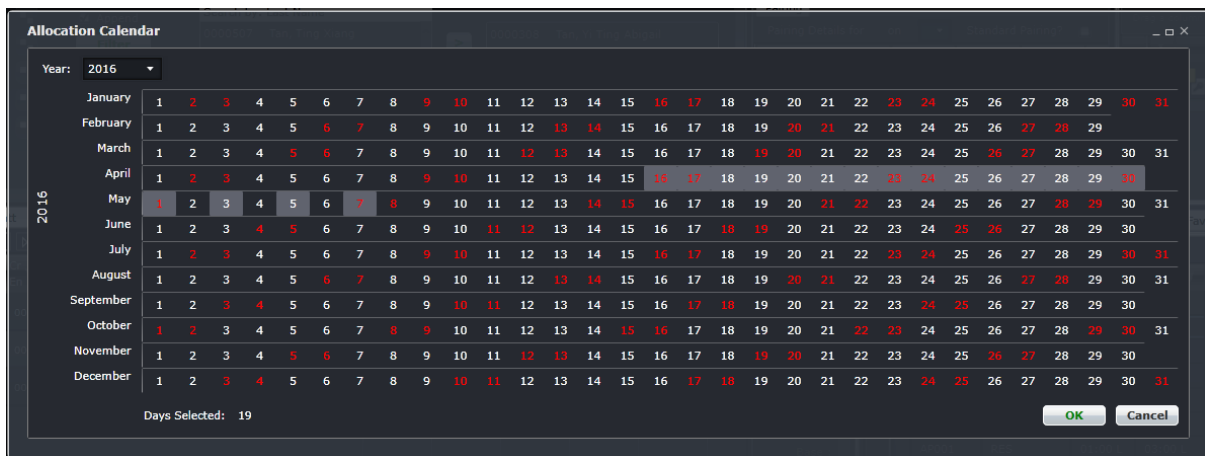 Allocation Calendar
Year: 2016
2016
January 1 2 3 4 5 6 7 8 9 10 11 12 13 14 15 16 17 18 19 20 21 22 23 24 25 26 27 28 29 30 31
February 1 2 3 4 5 6 7 8 9 10 11 12 13 14 15 16 17 18 19 20 21 22 23 24 25 26 27 28 29
March 1 2 3 4 5 6 7 8 9 10 11 12 13 14 15 16 17 18 19 20 21 22 23 24 25 26 27 28 29 30 31
April 1 2 3 4 5 6 7 8 9 10 11 12 13 14 15 16 17 18 19 20 21 22 23 24 25 26 27 28 29 30
May 1 2 3 4 5 6 7 8 9 10 11 12 13 14 15 16 17 18 19 20 21 22 23 24 25 26 27 28 29 30 31
June 1 2 3 4 5 6 7 8 9 10 11 12 13 14 15 16 17 18 19 20 21 22 23 24 25 26 27 28 29 30
July 1 2 3 4 5 6 7 8 9 10 11 12 13 14 15 16 17 18 19 20 21 22 23 24 25 26 27 28 29 30 31
August 1 2 3 4 5 6 7 8 9 10 11 12 13 14 15 16 17 18 19 20 21 22 23 24 25 26 27 28 29 30 31
September 1 2 3 4 5 6 7 8 9 10 11 12 13 14 15 16 17 18 19 20 21 22 23 24 25 26 27 28 29 30
October 1 2 3 4 5 6 7 8 9 10 11 12 13 14 15 16 17 18 19 20 21 22 23 24 25 26 27 28 29 30 31
November 1 2 3 4 5 6 7 8 9 10 11 12 13 14 15 16 17 18 19 20 21 22 23 24 25 26 27 28 29 30
December 1 2 3 4 5 6 7 8 9 10 11 12 13 14 15 16 17 18 19 20 21 22 23 24 25 26 27 28 29 30 31
Days Selected: 19
OK Cancel